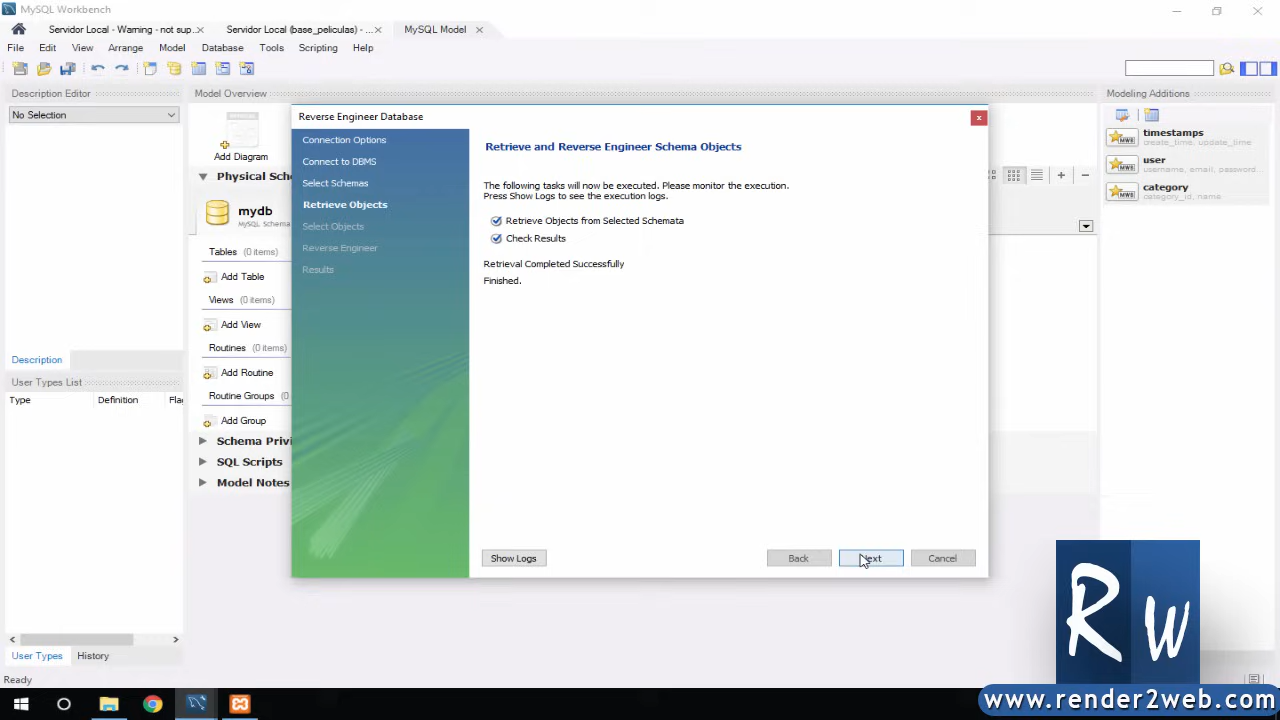 MySQL Workbench
Servidor Local - Warning - not sup...
Servidor Local (base_peliculas) - ...
MySQL Model
File Edit View Arrange Model Database Tools Scripting Help
Description Editor
No Selection
Model Overview
Modeling Additions
Add Diagram
timestamps
create_time, update_time
user
username, email, password,
category
category_id, name
Physical Sch
mydb
MySQL Schema
Tables (0 items)
Add Table
Views (0 items)
Add View
Routines (0 items)
Add Routine
Routine Groups (0
Add Group
Schema Privi
SQL Scripts
Model Notes
Reverse Engineer Database
Connection Options
Connect to DBMS
Select Schemas
Retrieve Objects
Select Objects
Reverse Engineer
Results
Retrieve and Reverse Engineer Schema Objects
The following tasks will now be executed. Please monitor the execution.
Press Show Logs to see the execution logs.
Retrieve Objects from Selected Schemata
Check Results
Retrieval Completed Successfully
Finished.
Show Logs
Back
Next
Cancel
Description
User Types List
Type Definition Flag
User Types
History
Ready
RW
www.render2web.com